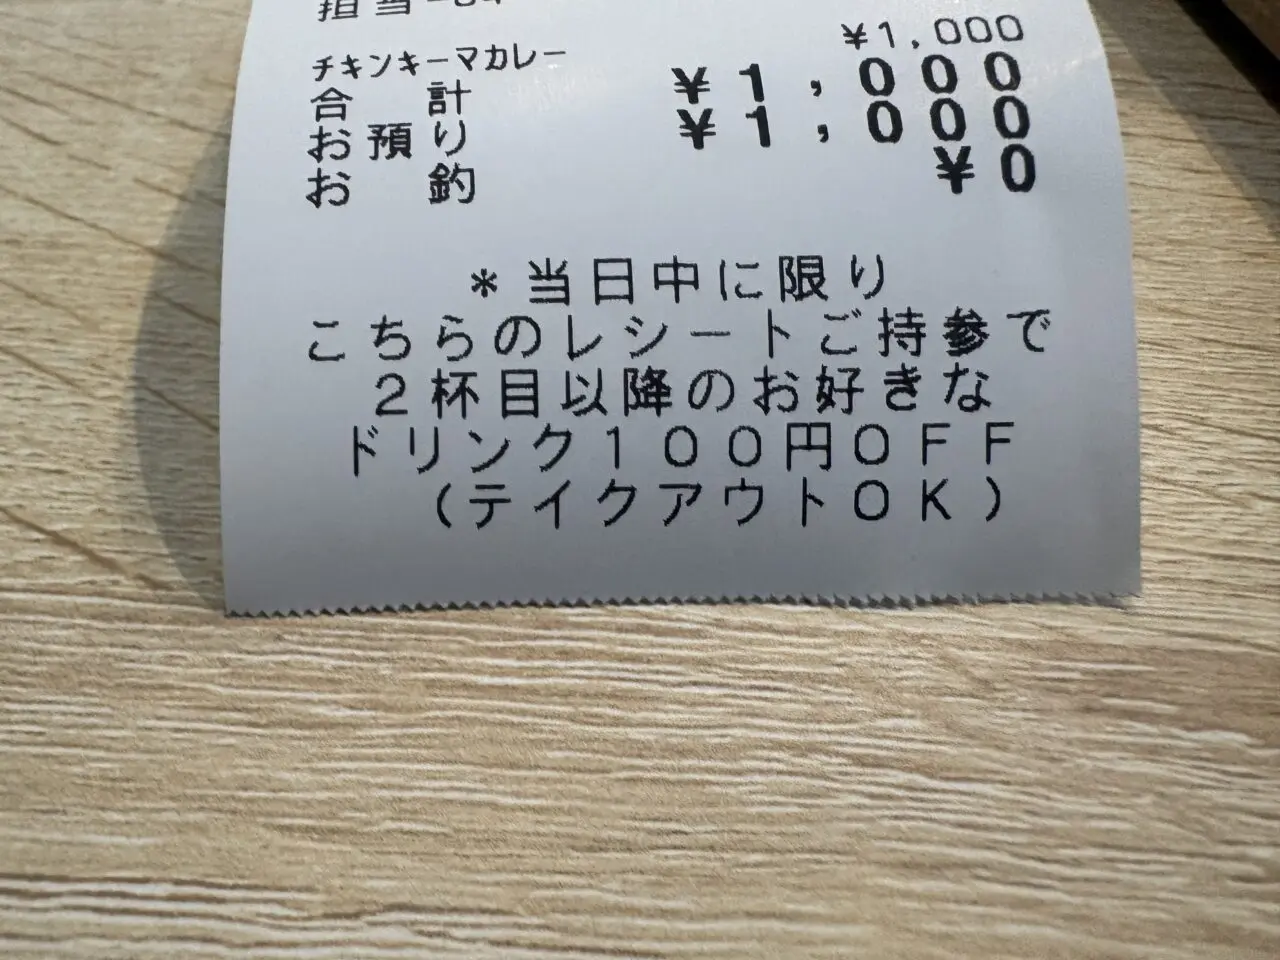 担当
¥1,000
チキンキーマカレー
合計 ¥1,000
お預り ¥1,000
お釣 ¥0
*当日中に限り
こちらのレシートご持参で
2杯目以降のお好きな
ドリンク100円OFF
(テイクアウトOK)